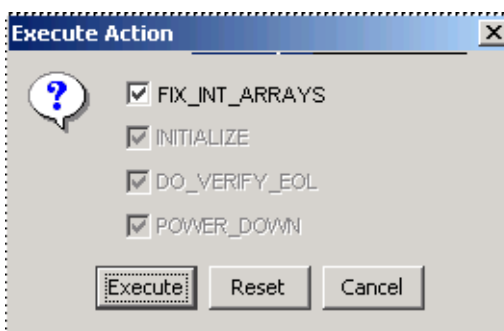 Execute Action
FIX_INT_ARRAYS
INITIALIZE
DO_VERIFY_EOL
POWER_DOWN
Execute Reset Cancel